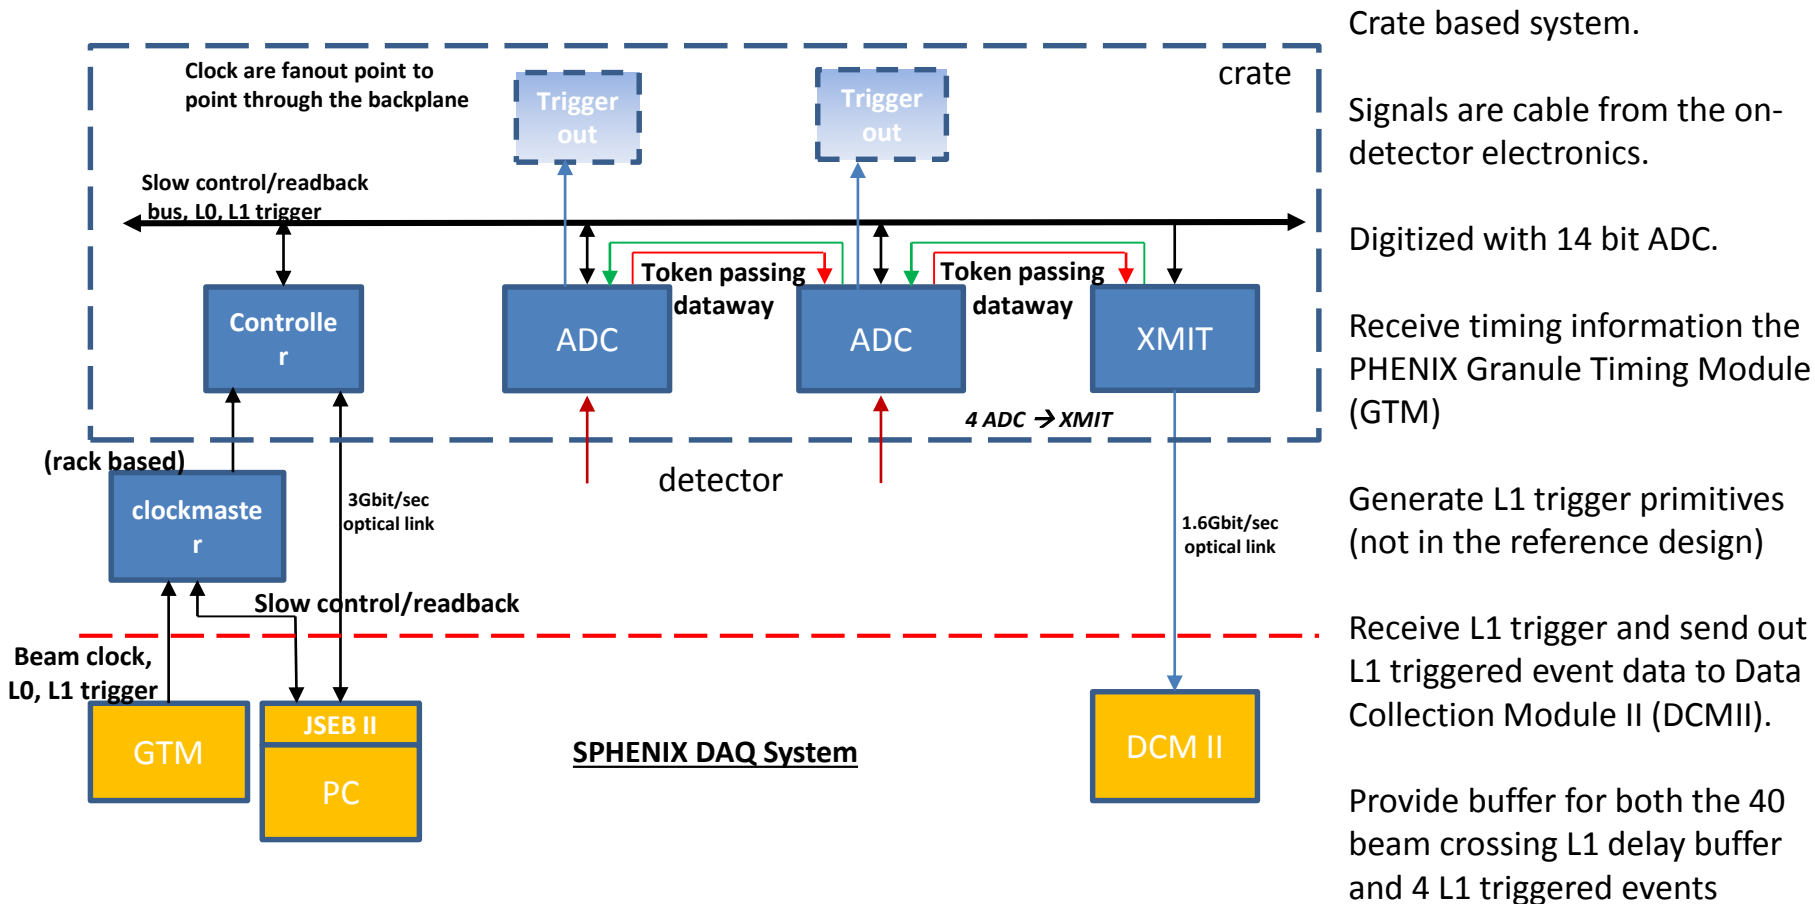 Clock are fanout point to
point through the backplane
Trigger
out
Trigger
out
crate
Slow control/readback
bus, L0, L1 trigger
Token passing
dataway
Token passing
dataway
Controlle
r
ADC
ADC
XMIT
4 ADC → XMIT
(rack based)
detector
clockmaste
r
3Gbit/sec
optical link
1.6Gbit/sec
optical link
Slow control/readback
Beam clock,
L0, L1 trigger
GTM
JSEB II
PC
SPHENIX DAQ System
DCM II
Crate based system.
Signals are cable from the on-
detector electronics.
Digitized with 14 bit ADC.
Receive timing information the
PHENIX Granule Timing Module
(GTM)
Generate L1 trigger primitives
(not in the reference design)
Receive L1 trigger and send out
L1 triggered event data to Data
Collection Module II (DCMII).
Provide buffer for both the 40
beam crossing L1 delay buffer
and 4 L1 triggered events